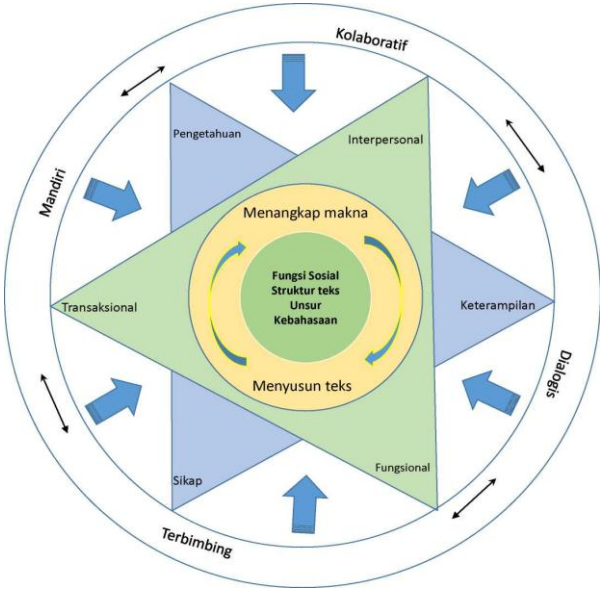 Kolaboratif
Pengetahuan
Interpersonal
Mandiri
Menangkap makna
Fungsi Sosial
Struktur teks
Unsur
Kebahasaan
Transaksional
Keterampilan
Menyusun teks
Dialogis
Fungsional
Sikap
Terbimbing